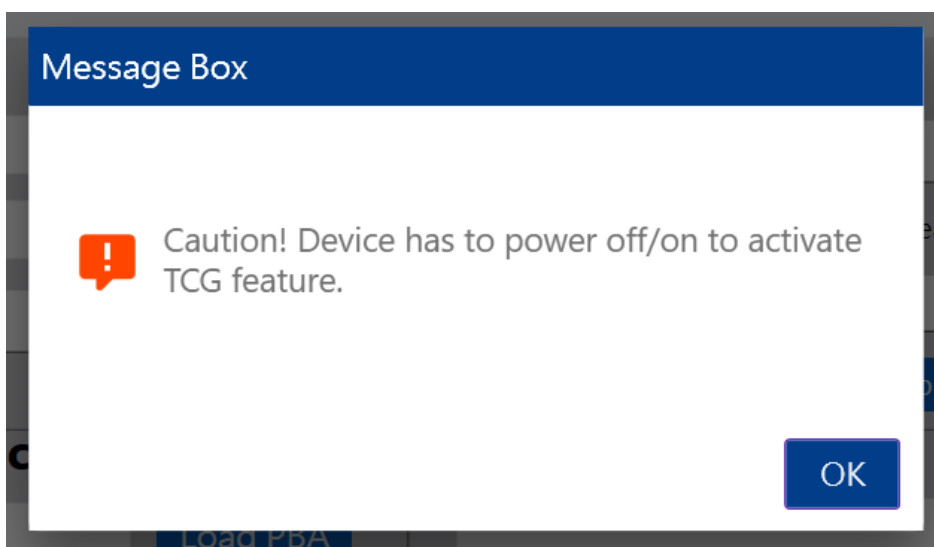 Message Box
Caution! Device has to power off/on to activate
TCG feature.
OK
Load PBA